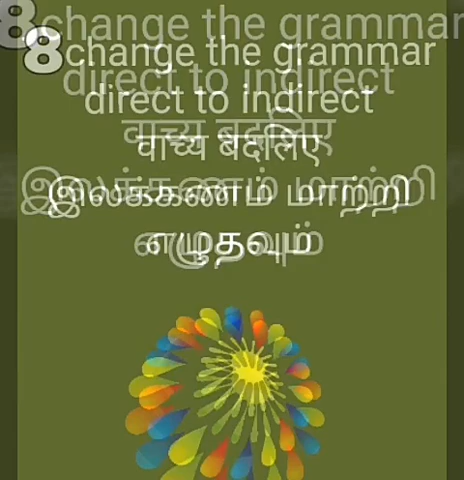 8 change the grammar
direct to indirect
वाच्य बदलिए
இலக்கணம் மாற்றி
எழுதவும்